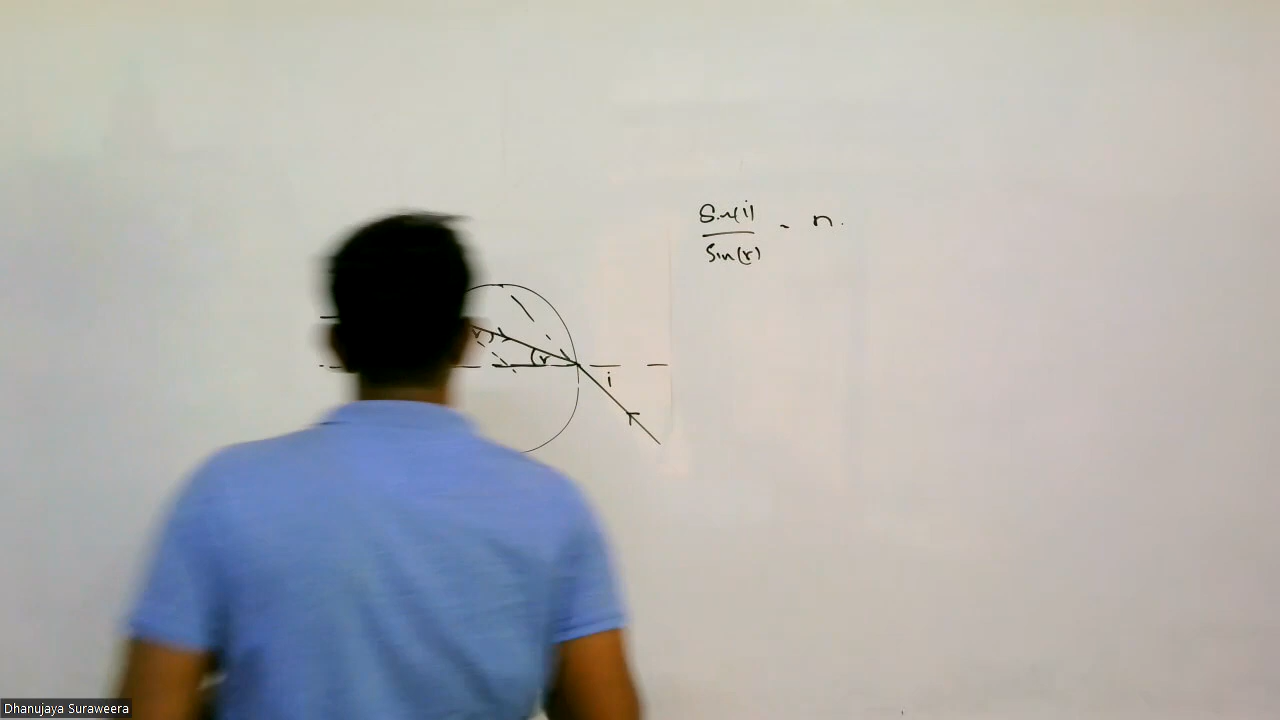 Sin(i)
Sin(r)
= n.
r
r
i
Dhanujaya Suraweera